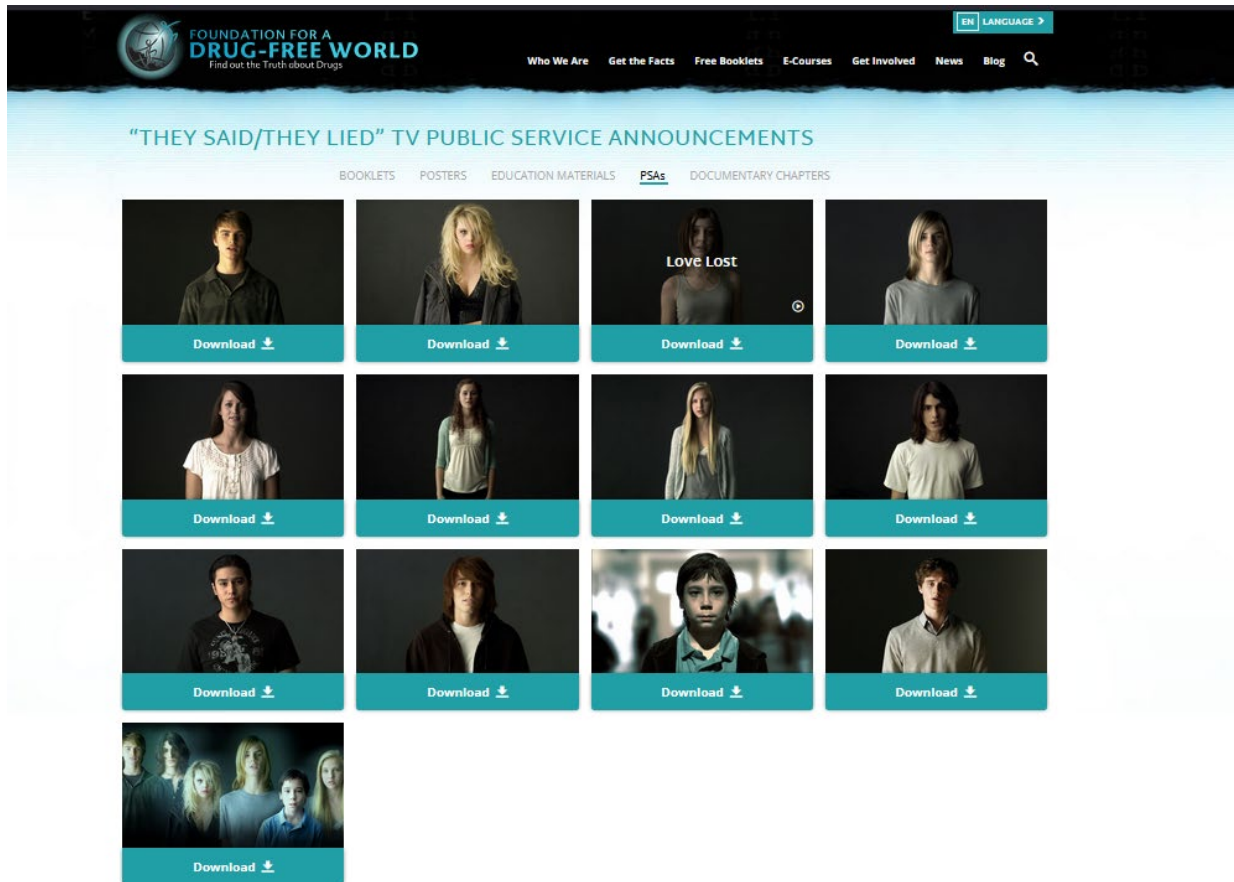 EN LANGUAGE >
FOUNDATION FOR A
DRUG-FREE WORLD
Find out the Truth about Drugs
Who We Are Get the Facts Free Booklets E-Courses Get Involved News Blog
“THEY SAID/THEY LIED” TV PUBLIC SERVICE ANNOUNCEMENTS
BOOKLETS POSTERS EDUCATION MATERIALS PSAs DOCUMENTARY CHAPTERS
Love Lost
Download Download Download Download
Download Download Download Download
Download Download Download Download
Download